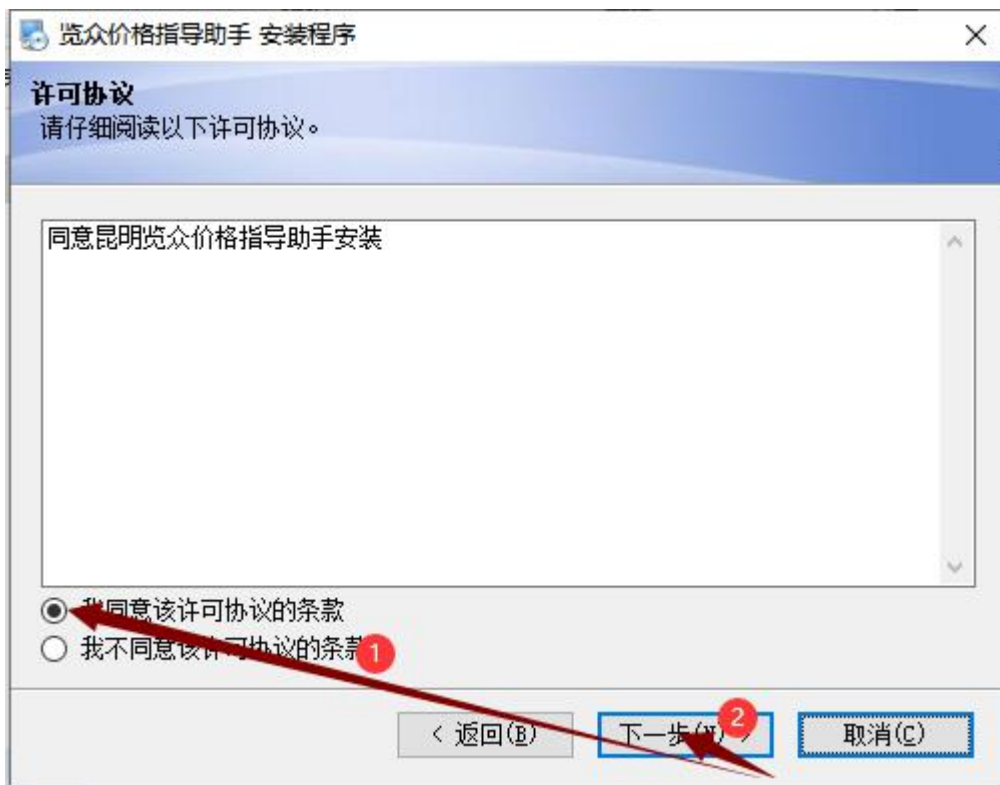 览众价格指导助手 安装程序
许可协议
请仔细阅读以下许可协议。
同意昆明览众价格指导助手安装
我同意该许可协议的条款
我不同意该许可协议的条款
1
2
< 返回(B)
下一步(N) >
取消(C)